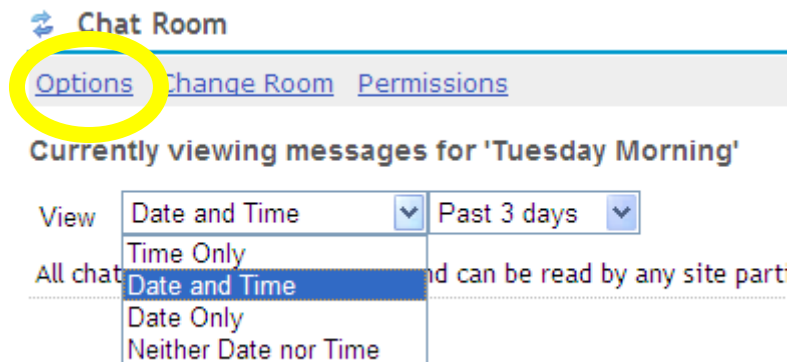 Chat Room
Options Change Room Permissions
Currently viewing messages for 'Tuesday Morning'
View Date and Time Past 3 days
Time Only
All chat nd can be read by any site parti
Date and Time
Date Only
Neither Date nor Time